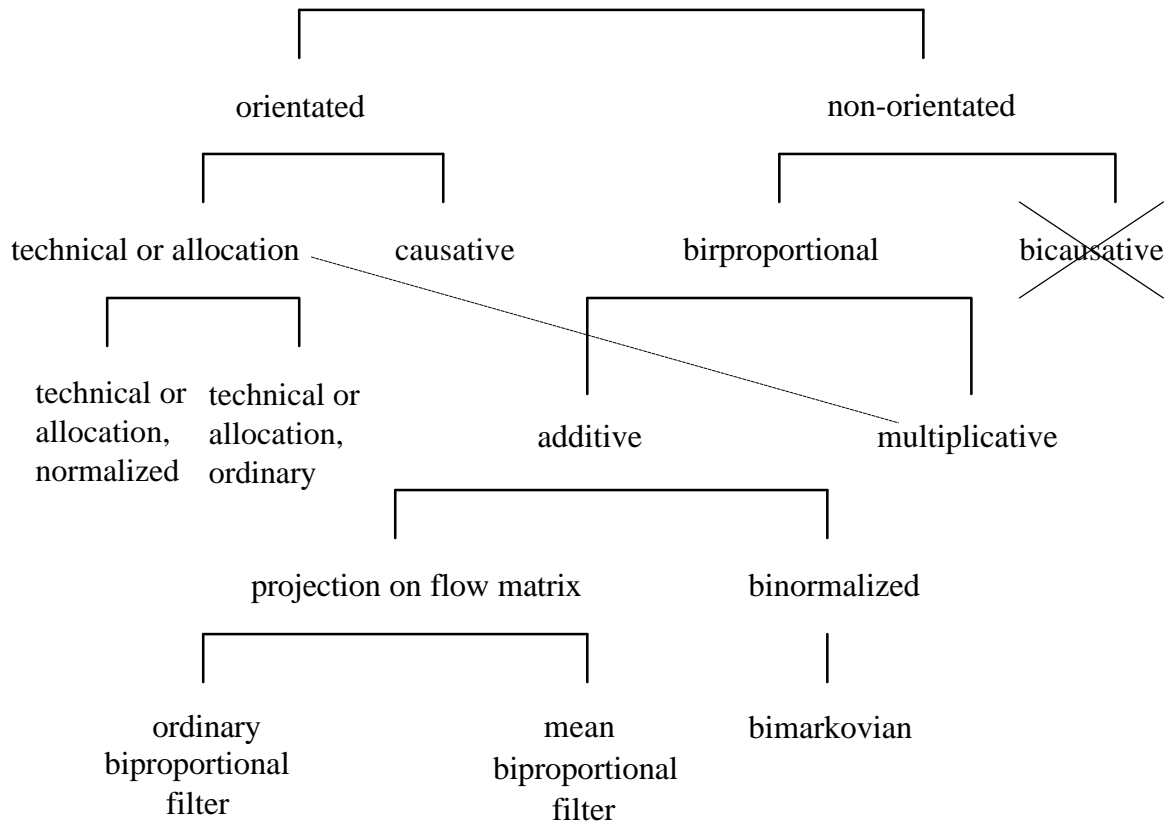 orientated
non-orientated
technical or allocation
causative
birproportional
bicausative
technical or
allocation,
normalized
technical or
allocation,
ordinary
additive
multiplicative
projection on flow matrix
binormalized
ordinary
biproportional
filter
mean
biproportional
filter
bimarkovian